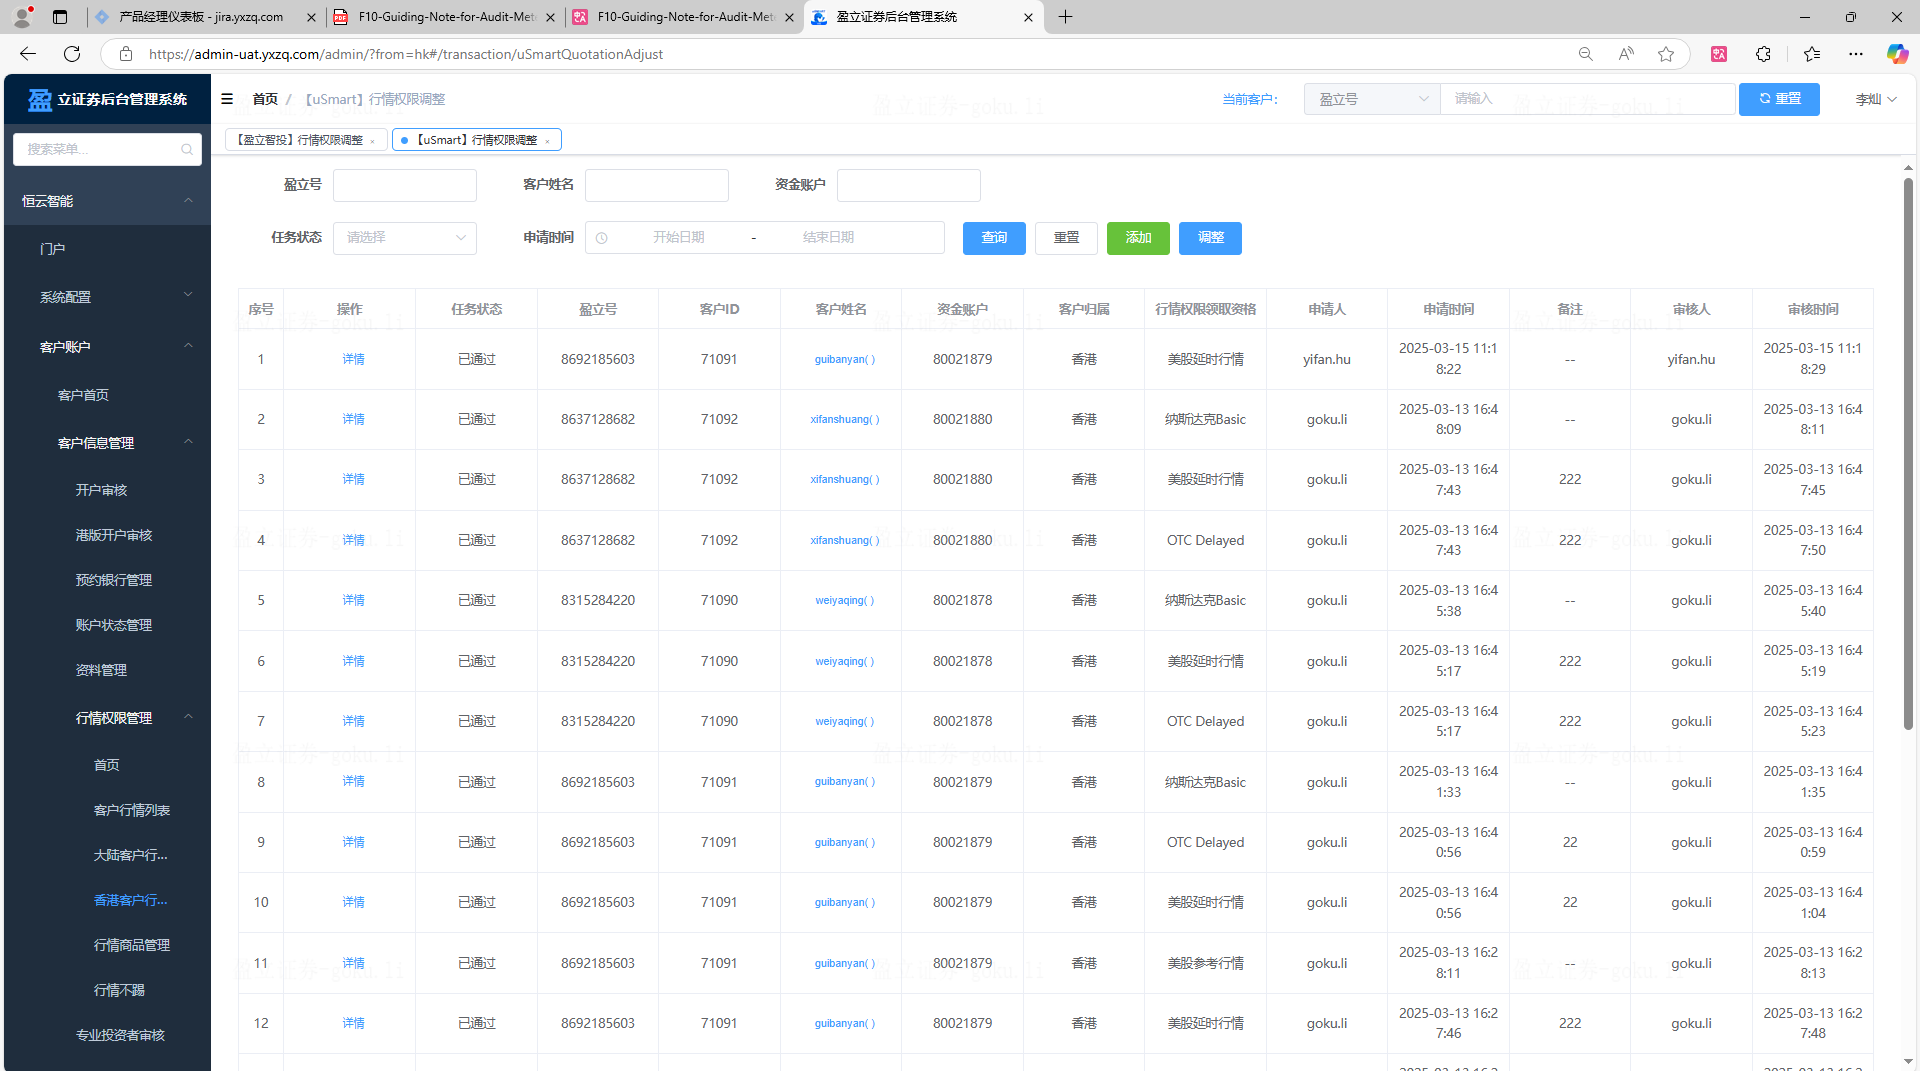 产品经理仪表板 - jira.yxzq.com
F10-Guiding-Note-for-Audit-Met
F10-Guiding-Note-for-Audit-Met
盈立证券后台管理系统
https://admin-uat.yxzq.com/admin/?from=hk#/transaction/uSmartQuotationAdjust
盈 立证券后台管理系统
首页 / 【uSmart】行情权限调整
当前客户： 盈立号 请输入 重置 李灿
【盈立智投】行情权限调整 × 【uSmart】行情权限调整 ×
搜索菜单...
恒云智能
门户
系统配置
客户账户
客户首页
客户信息管理
开户审核
港版开户审核
预约银行管理
账户状态管理
资料管理
行情权限管理
首页
客户行情列表
大陆客户行...
香港客户行...
行情商品管理
行情不踢
专业投资者审核
盈立号 客户姓名 资金账户
任务状态 请选择 申请时间 开始日期 - 结束日期 查询 重置 添加 调整
序号 操作 任务状态 盈立号 客户ID 客户姓名 资金账户 客户归属 行情权限领取资格 申请人 申请时间 备注 审核人 审核时间
1 详情 已通过 8692185603 71091 guibanyan( ) 80021879 香港 美股延时行情 yifan.hu 2025-03-15 11:18:22 -- yifan.hu 2025-03-15 11:18:29
2 详情 已通过 8637128682 71092 xifanshuang( ) 80021880 香港 纳斯达克Basic goku.li 2025-03-13 16:48:09 -- goku.li 2025-03-13 16:48:11
3 详情 已通过 8637128682 71092 xifanshuang( ) 80021880 香港 美股延时行情 goku.li 2025-03-13 16:47:43 222 goku.li 2025-03-13 16:47:45
4 详情 已通过 8637128682 71092 xifanshuang( ) 80021880 香港 OTC Delayed goku.li 2025-03-13 16:47:43 222 goku.li 2025-03-13 16:47:50
5 详情 已通过 8315284220 71090 weiyaqing( ) 80021878 香港 纳斯达克Basic goku.li 2025-03-13 16:45:38 -- goku.li 2025-03-13 16:45:40
6 详情 已通过 8315284220 71090 weiyaqing( ) 80021878 香港 美股延时行情 goku.li 2025-03-13 16:45:17 222 goku.li 2025-03-13 16:45:19
7 详情 已通过 8315284220 71090 weiyaqing( ) 80021878 香港 OTC Delayed goku.li 2025-03-13 16:45:17 222 goku.li 2025-03-13 16:45:23
8 详情 已通过 8692185603 71091 guibanyan( ) 80021879 香港 纳斯达克Basic goku.li 2025-03-13 16:41:33 -- goku.li 2025-03-13 16:41:35
9 详情 已通过 8692185603 71091 guibanyan( ) 80021879 香港 OTC Delayed goku.li 2025-03-13 16:40:56 22 goku.li 2025-03-13 16:40:59
10 详情 已通过 8692185603 71091 guibanyan( ) 80021879 香港 美股延时行情 goku.li 2025-03-13 16:40:56 22 goku.li 2025-03-13 16:41:04
11 详情 已通过 8692185603 71091 guibanyan( ) 80021879 香港 美股参考行情 goku.li 2025-03-13 16:28:11 -- goku.li 2025-03-13 16:28:13
12 详情 已通过 8692185603 71091 guibanyan( ) 80021879 香港 美股延时行情 goku.li 2025-03-13 16:27:46 222 goku.li 2025-03-13 16:27:48